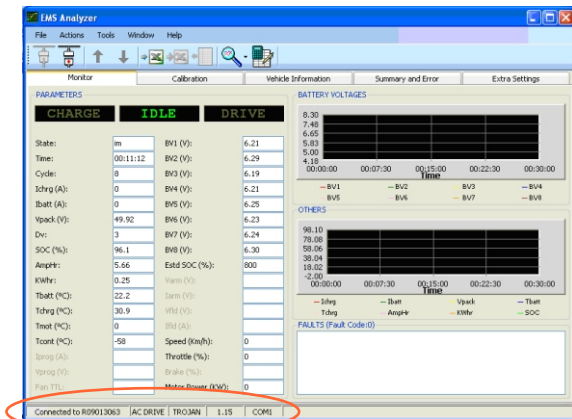 EMS Analyzer
File Actions Tools Window Help
Monitor Calibration Vehicle Information Summary and Error Extra Settings
PARAMETERS
CHARGE IDLE DRIVE
State: im BV1 (V): 6.21
Time: 00:11:12 BV2 (V): 6.29
Cycle: 8 BV3 (V): 6.19
Ichrg (A): 0 BV4 (V): 6.21
Ibatt (A): 0 BV5 (V): 6.25
Vpack (V): 49.92 BV6 (V): 6.23
Dv: 3 BV7 (V): 6.24
SOC (%): 96.1 BV8 (V): 6.30
AmpHr: 5.66 Estd SOC (%): 800
KWhr: 0.25 Varm (V):
Tbatt (ºC): 22.2 Iarm (V):
Tchrg (ºC): 30.9 Vfld (V):
Tmot (ºC): 0 Ifld (A):
Tcont (ºC): -58 Speed (Km/h): 0
Iprog (A): Throttle (%): 0
Vprog (V): Brake (%):
Fan TTL: Motor Power (KW): 0
BATTERY VOLTAGES
8.30
7.48
6.65
5.83
5.00
4.18
00:00:00 00:07:30 00:15:00 00:22:30 00:30:00
Time
BV1 BV2 BV3 BV4
BV5 BV6 BV7 BV8
OTHERS
98.10
78.08
58.06
38.04
18.02
-2.00
00:00:00 00:07:30 00:15:00 00:22:30 00:30:00
Time
Ichrg Ibatt Vpack Tbatt
Tchrg AmpHr KWhr SOC
FAULTS (Fault Code:0)
Connected to R09013063 AC DRIVE TROJAN 1.15 COM1